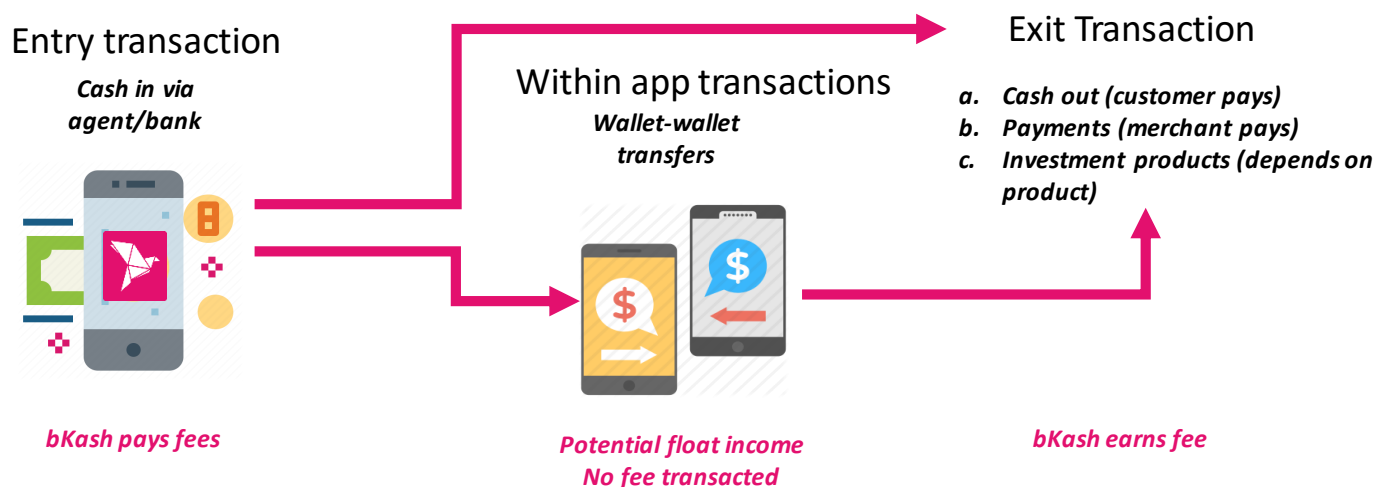 Entry transaction
Cash in via
agent/bank
bKash pays fees
Within app transactions
Wallet-wallet
transfers
$
$
Potential float income
No fee transacted
Exit Transaction
a. Cash out (customer pays)
b. Payments (merchant pays)
c. Investment products (depends on
product)
bKash earns fee